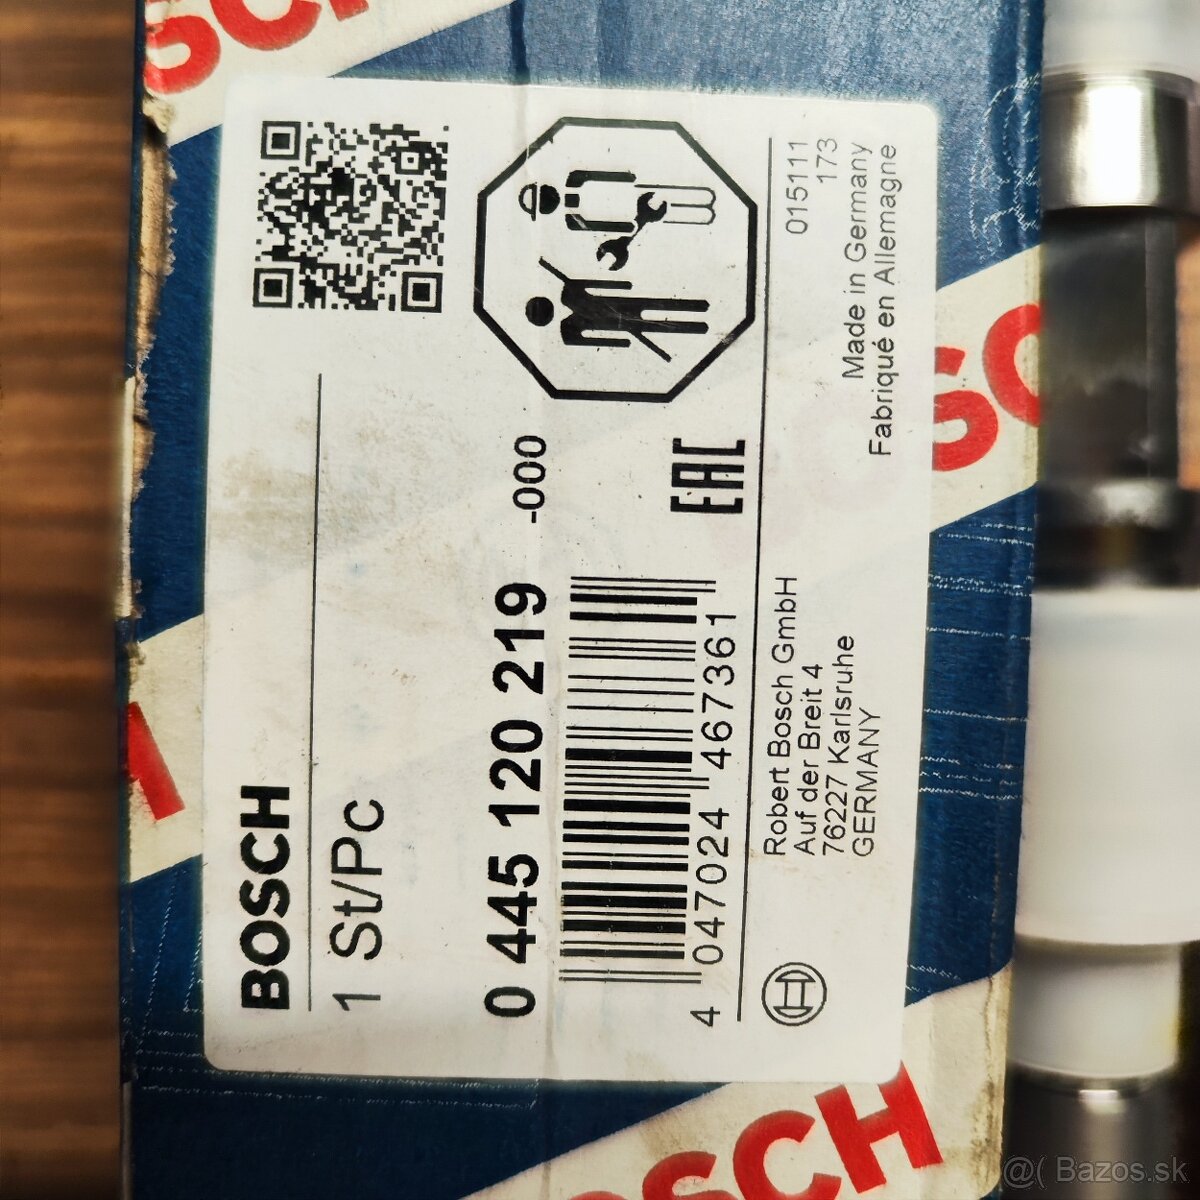 BOSCH
1 St/Pc
0 445 120 219 -000
4 047024 467361
EAC
Robert Bosch GmbH
Auf der Breit 4
76227 Karlsruhe
GERMANY
015111
173
Made in Germany
Fabriqué en Allemagne
BOSCH
@( Bazos.sk